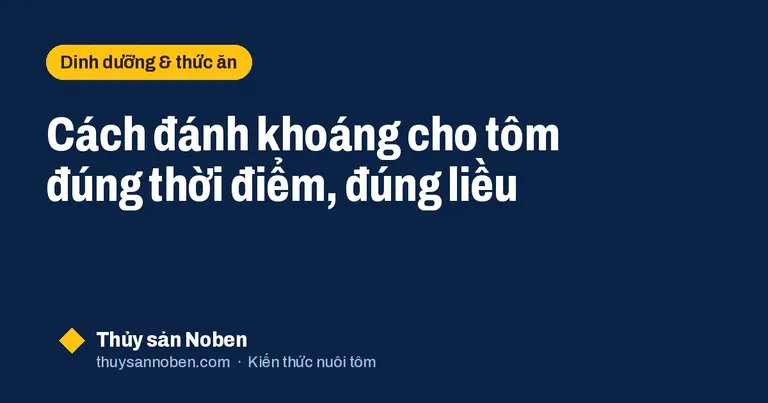 Dinh dưỡng & thức ăn
Cách đánh khoáng cho tôm
đúng thời điểm, đúng liều
Thủy sản Noben
thuysannoben.com · Kiến thức nuôi tôm